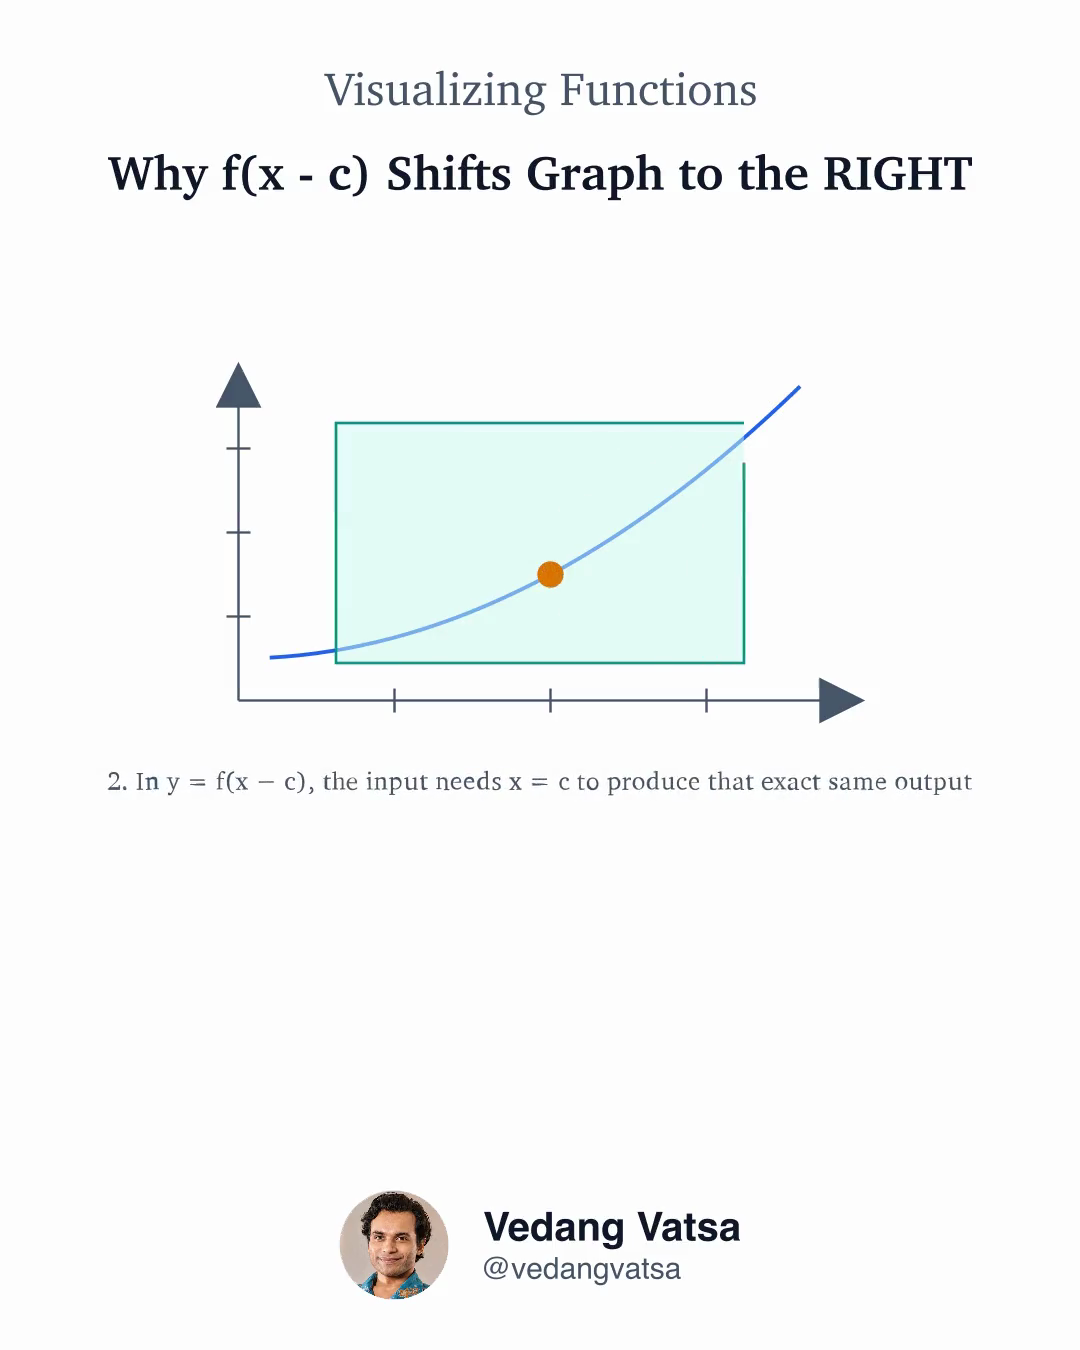 Visualizing Functions
Why f(x - c) Shifts Graph to the RIGHT
2. In y = f(x − c), the input needs x = c to produce that exact same output
Vedang Vatsa
@vedangvatsa